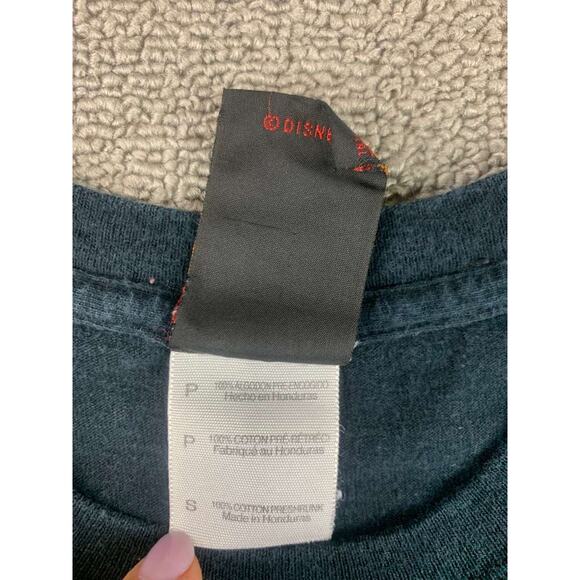 © DISNE
P 100% ALGODON PRE-ENCOGIDO
Hecho en Honduras
P 100% COTON PRÉ-RÉTRÉCI
Fabriqué au Honduras
S 100% COTTON PRESHRUNK
Made in Honduras